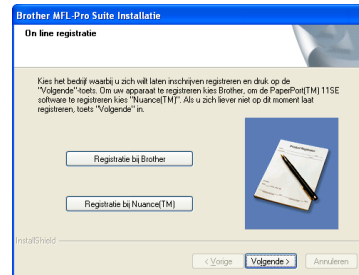 Brother MFL-Pro Suite Installatie
On line registratie
Kies het bedrijf waarbij u zich wilt laten inschrijven registreren en druk op de
"Volgende"-toets. Om uw apparaat te registreren kies Brother, om de PaperPort(TM) 11SE
software te registreren kies "Nuance(TM)". Als u zich liever niet op dit moment laat
registreren, toets "Volgende" in.
Registratie bij Brother
Registratie bij Nuance(TM)
InstallShield
< Vorige
Volgende >
Annuleren